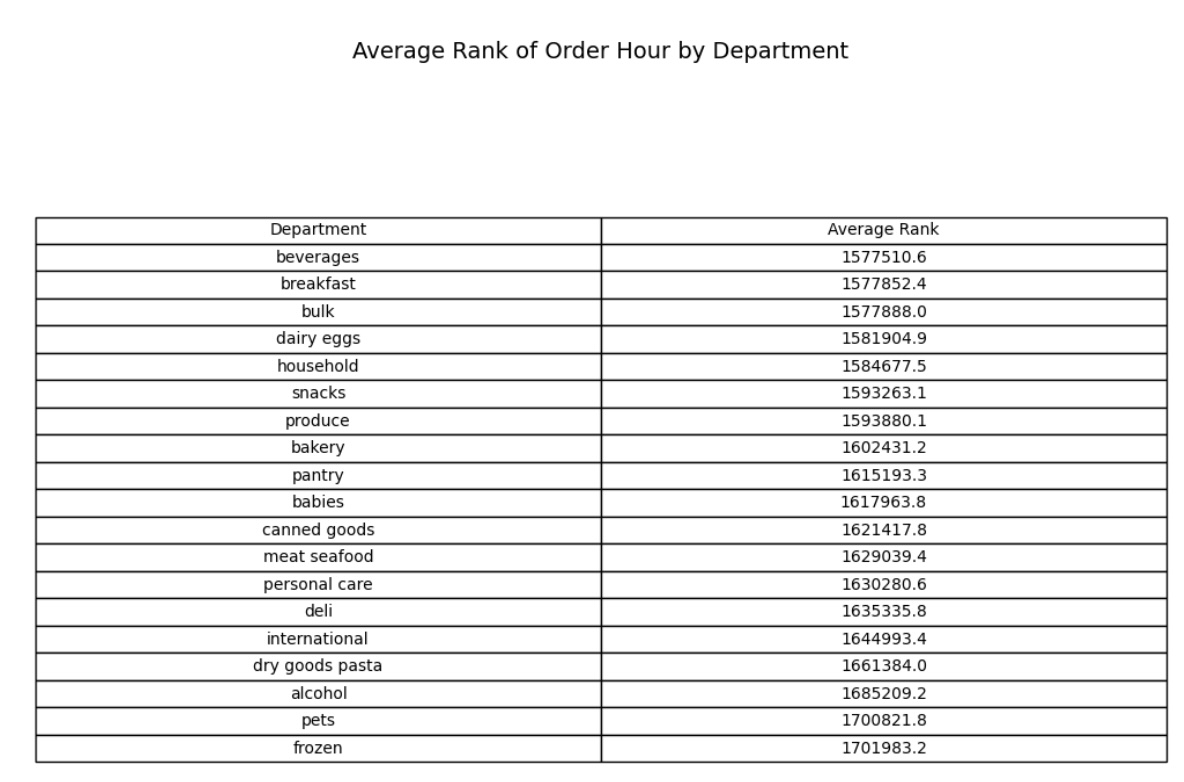 Average Rank of Order Hour by Department
Department Average Rank
beverages 1577510.6
breakfast 1577852.4
bulk 1577888.0
dairy eggs 1581904.9
household 1584677.5
snacks 1593263.1
produce 1593880.1
bakery 1602431.2
pantry 1615193.3
babies 1617963.8
canned goods 1621417.8
meat seafood 1629039.4
personal care 1630280.6
deli 1635335.8
international 1644993.4
dry goods pasta 1661384.0
alcohol 1685209.2
pets 1700821.8
frozen 1701983.2